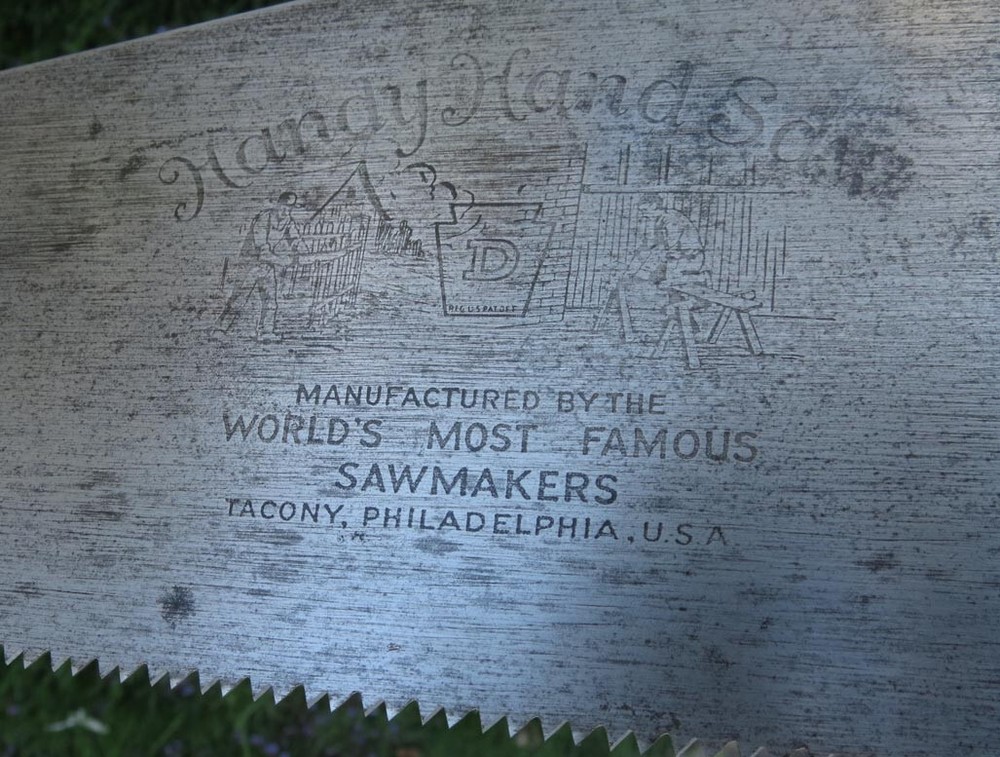 Handy Hand Saw
D
REG U S PAT OFF
MANUFACTURED BY THE
WORLD'S MOST FAMOUS
SAWMAKERS
TACONY, PHILADELPHIA, U.S.A